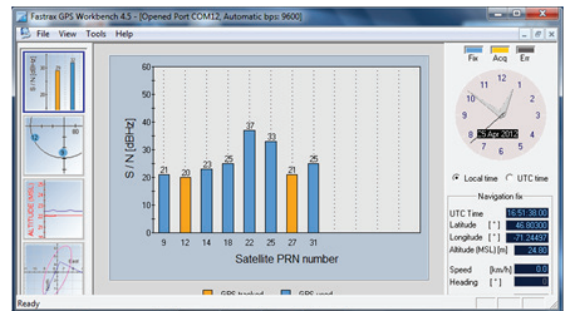 Fastrax GPS Workbench 4.5 - [Opened Port COM12, Automatic bps: 9600]
File View Tools Help
S / N [dBHz]
ALTITUDE (MSL)
60
50
40
30
20
10
0
S / N [dBHz]
21 20 23 25 37 33 21 25
9 12 14 18 22 25 27 31
Satellite PRN number
GPS tracked GPS used
Fix Acq Err
12 1 2 3 4 5 6 7 8 9 10 11
25 Apr 2012
Local time UTC time
Navigation fix
UTC Time 16:51:38.00
Latitude [°] 46.80300
Longitude [°] -71.24497
Altitude (MSL) [m] 24.80
Speed [km/h] 0.0
Heading [°] 0
Ready